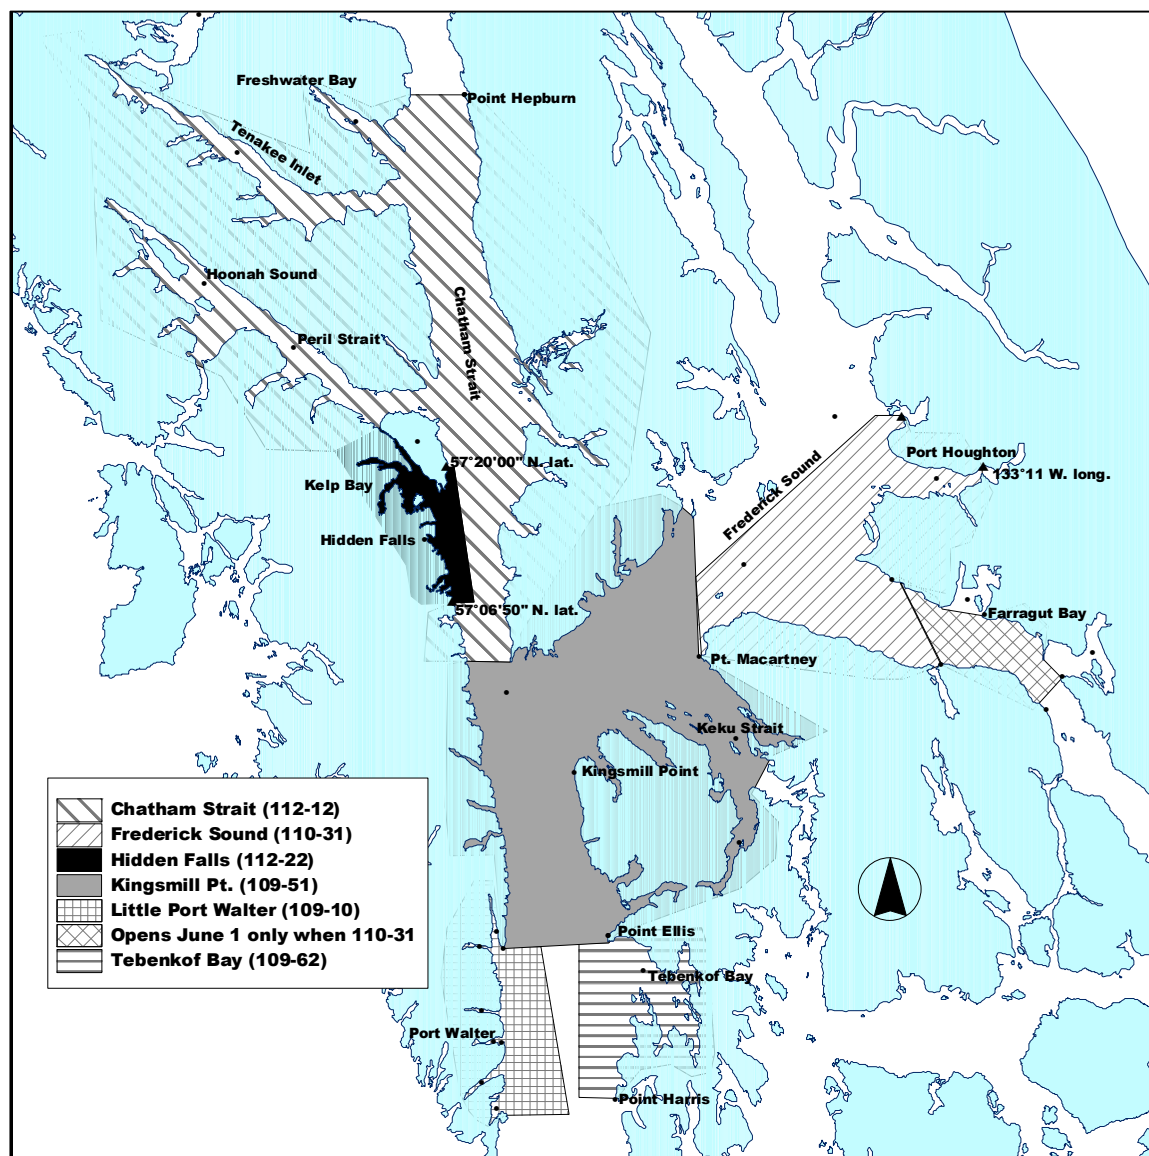 Freshwater Bay
Point Hepburn
Tenakee Inlet
Hoonah Sound
Peril Strait
Chatham Strait
57°20'00" N. lat.
Kelp Bay
Hidden Falls
57°06'50" N. lat.
Frederick Sound
Port Houghton
133°11 W. long.
Farragut Bay
Pt. Macartney
Keku Strait
Kingsmill Point
Chatham Strait (112-12)
Frederick Sound (110-31)
Hidden Falls (112-22)
Kingsmill Pt. (109-51)
Little Port Walter (109-10)
Opens June 1 only when 110-31
Tebenkof Bay (109-62)
Point Ellis
Tebenkof Bay
Port Walter
Point Harris